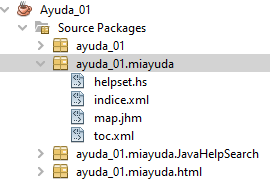 Ayuda_01
Source Packages
ayuda_01
ayuda_01.miayuda
helpset.hs
indice.xml
map.jhm
toc.xml
ayuda_01.miayuda.JavaHelpSearch
ayuda_01.miayuda.html